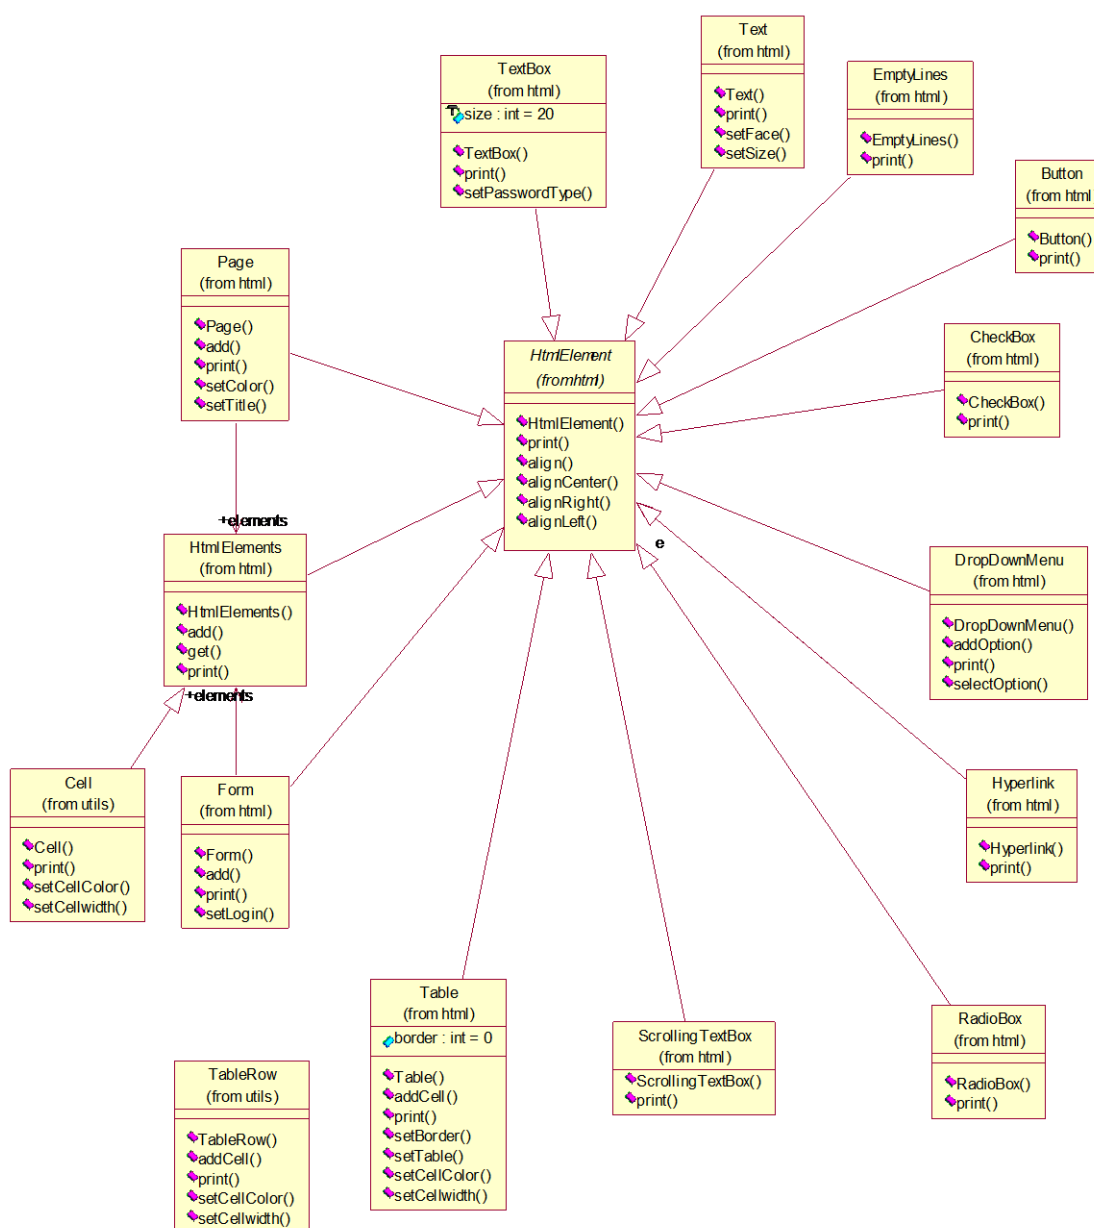 Text
(from html)
Text()
print()
setFace()
setSize()
TextBox
(from html)
size : int = 20
TextBox()
print()
setPasswordType()
EmptyLines
(from html)
EmptyLines()
print()
Button
(from html)
Button()
print()
Page
(from html)
Page()
add()
print()
setColor()
setTitle()
HtmlElement
(from html)
HtmlElement()
print()
align()
alignCenter()
alignRight()
alignLeft()
CheckBox
(from html)
CheckBox()
print()
+elements
HtmlElements
(from html)
HtmlElements()
add()
get()
print()
+elements
e
DropDownMenu
(from html)
DropDownMenu()
addOption()
print()
selectOption()
Cell
(from utils)
Cell()
print()
setCellColor()
setCellwidth()
Form
(from html)
Form()
add()
print()
setLogin()
Hyperlink
(from html)
Hyperlink()
print()
Table
(from html)
border : int = 0
Table()
addCell()
print()
setBorder()
setTable()
setCellColor()
setCellwidth()
ScrollingTextBox
(from html)
ScrollingTextBox()
print()
RadioBox
(from html)
RadioBox()
print()
TableRow
(from utils)
TableRow()
addCell()
print()
setCellColor()
setCellwidth()